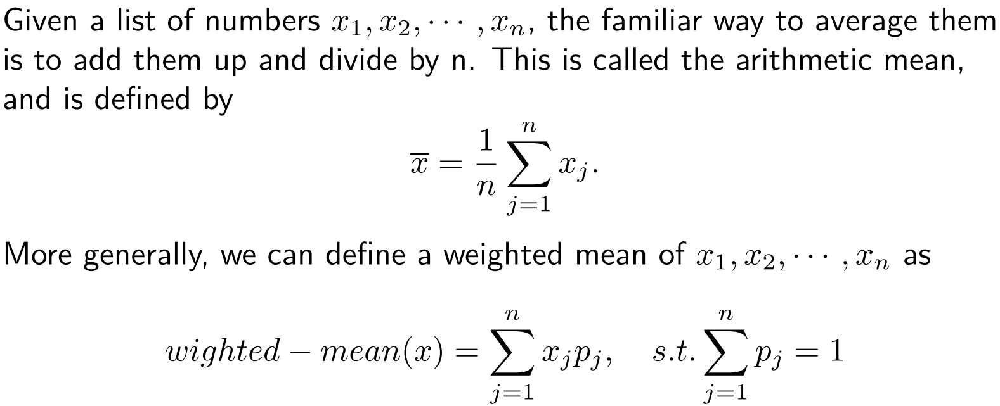 Given a list of numbers $x_1, x_2, \cdots, x_n$, the familiar way to average them
is to add them up and divide by n. This is called the arithmetic mean,
and is defined by
$\overline{x} = \frac{1}{n} \sum_{j=1}^{n} x_j.$
More generally, we can define a weighted mean of $x_1, x_2, \cdots, x_n$ as
$wighted - mean(x) = \sum_{j=1}^{n} x_j p_j, \quad s.t. \sum_{j=1}^{n} p_j = 1$